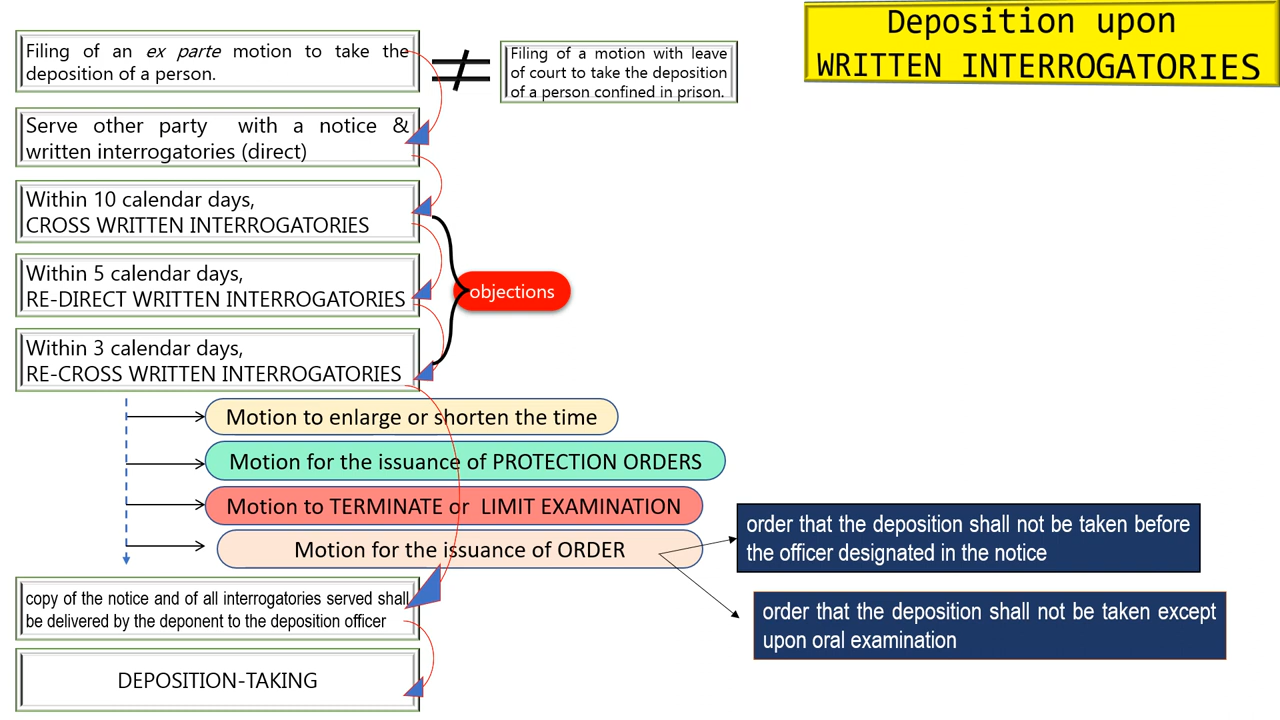 Deposition upon
WRITTEN INTERROGATORIES
Filing of an ex parte motion to take the
deposition of a person.
Filing of a motion with leave
of court to take the deposition
of a person confined in prison.
Serve other party with a notice &
written interrogatories (direct)
Within 10 calendar days,
CROSS WRITTEN INTERROGATORIES
Within 5 calendar days,
RE-DIRECT WRITTEN INTERROGATORIES
objections
Within 3 calendar days,
RE-CROSS WRITTEN INTERROGATORIES
Motion to enlarge or shorten the time
Motion for the issuance of PROTECTION ORDERS
Motion to TERMINATE or LIMIT EXAMINATION
Motion for the issuance of ORDER
order that the deposition shall not be taken before
the officer designated in the notice
order that the deposition shall not be taken except
upon oral examination
copy of the notice and of all interrogatories served shall
be delivered by the deponent to the deposition officer
DEPOSITION-TAKING